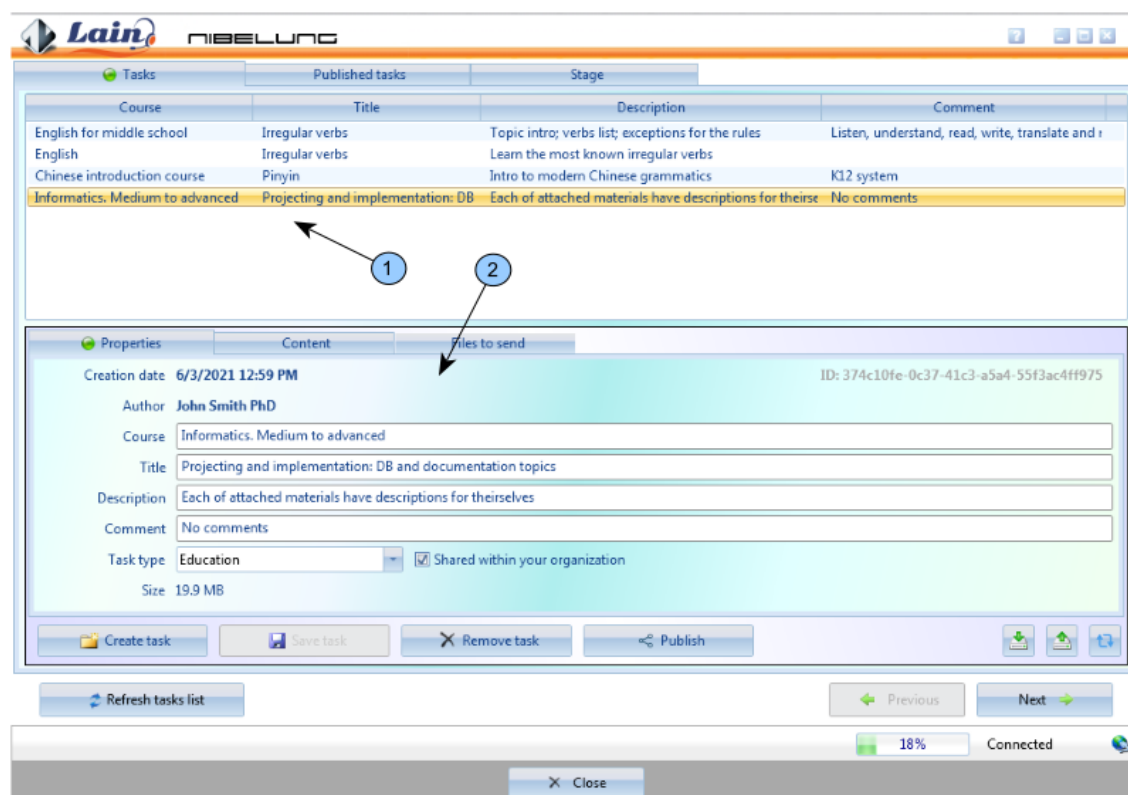 Lain NIBELUNG
Tasks Published tasks Stage
Course Title Description Comment
English for middle school Irregular verbs Topic intro; verbs list; exceptions for the rules Listen, understand, read, write, translate and
English Irregular verbs Learn the most known irregular verbs
Chinese introduction course Pinyin Intro to modern Chinese grammatics K12 system
Informatics. Medium to advanced Projecting and implementation: DB Each of attached materials have descriptions for theirse No comments
1 2
Properties Content Files to send
Creation date 6/3/2021 12:59 PM ID: 374c10fe-0c37-41c3-a5a4-55f3ac4ff975
Author John Smith PhD
Course Informatics. Medium to advanced
Title Projecting and implementation: DB and documentation topics
Description Each of attached materials have descriptions for theirselves
Comment No comments
Task type Education Shared within your organization
Size 19.9 MB
Create task Save task Remove task Publish
Refresh tasks list Previous Next
18% Connected
Close